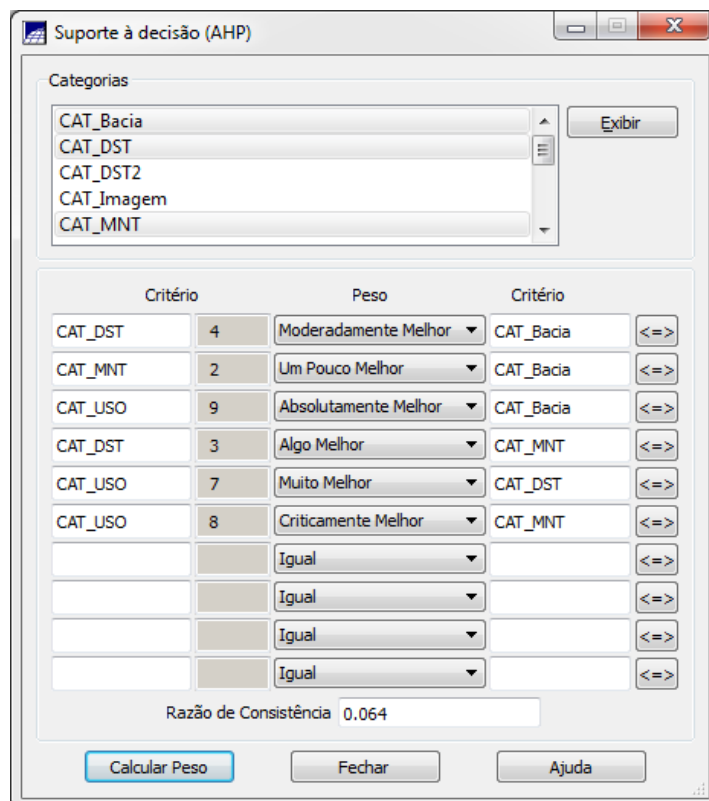 Suporte à decisão (AHP)
Categorias
CAT_Bacia
CAT_DST
CAT_DST2
CAT_Imagem
CAT_MNT
Exibir
Critério Peso Critério
CAT_DST 4 Moderadamente Melhor CAT_Bacia <=>
CAT_MNT 2 Um Pouco Melhor CAT_Bacia <=>
CAT_USO 9 Absolutamente Melhor CAT_Bacia <=>
CAT_DST 3 Algo Melhor CAT_MNT <=>
CAT_USO 7 Muito Melhor CAT_DST <=>
CAT_USO 8 Criticamente Melhor CAT_MNT <=>
Igual <=>
Igual <=>
Igual <=>
Igual <=>
Razão de Consistência 0.064
Calcular Peso Fechar Ajuda